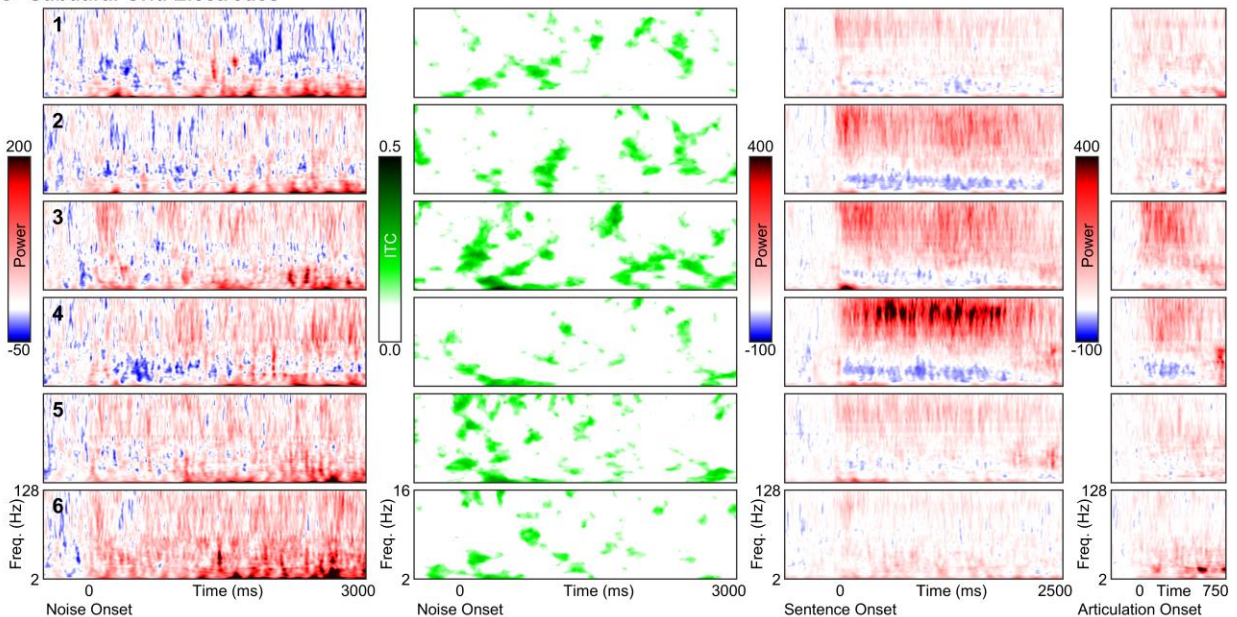 Subdural Grid Electrodes
1
2
3
4
5
6
200
Power
-50
0.5
ITC
0.0
400
Power
-100
400
Power
-100
128
Freq. (Hz)
2
0 Time (ms) 3000
Noise Onset
16
Freq. (Hz)
2
0 Time (ms) 3000
Noise Onset
128
Freq. (Hz)
2
0 Time (ms) 2500
Sentence Onset
128
Freq. (Hz)
2
0 Time 750
Articulation Onset